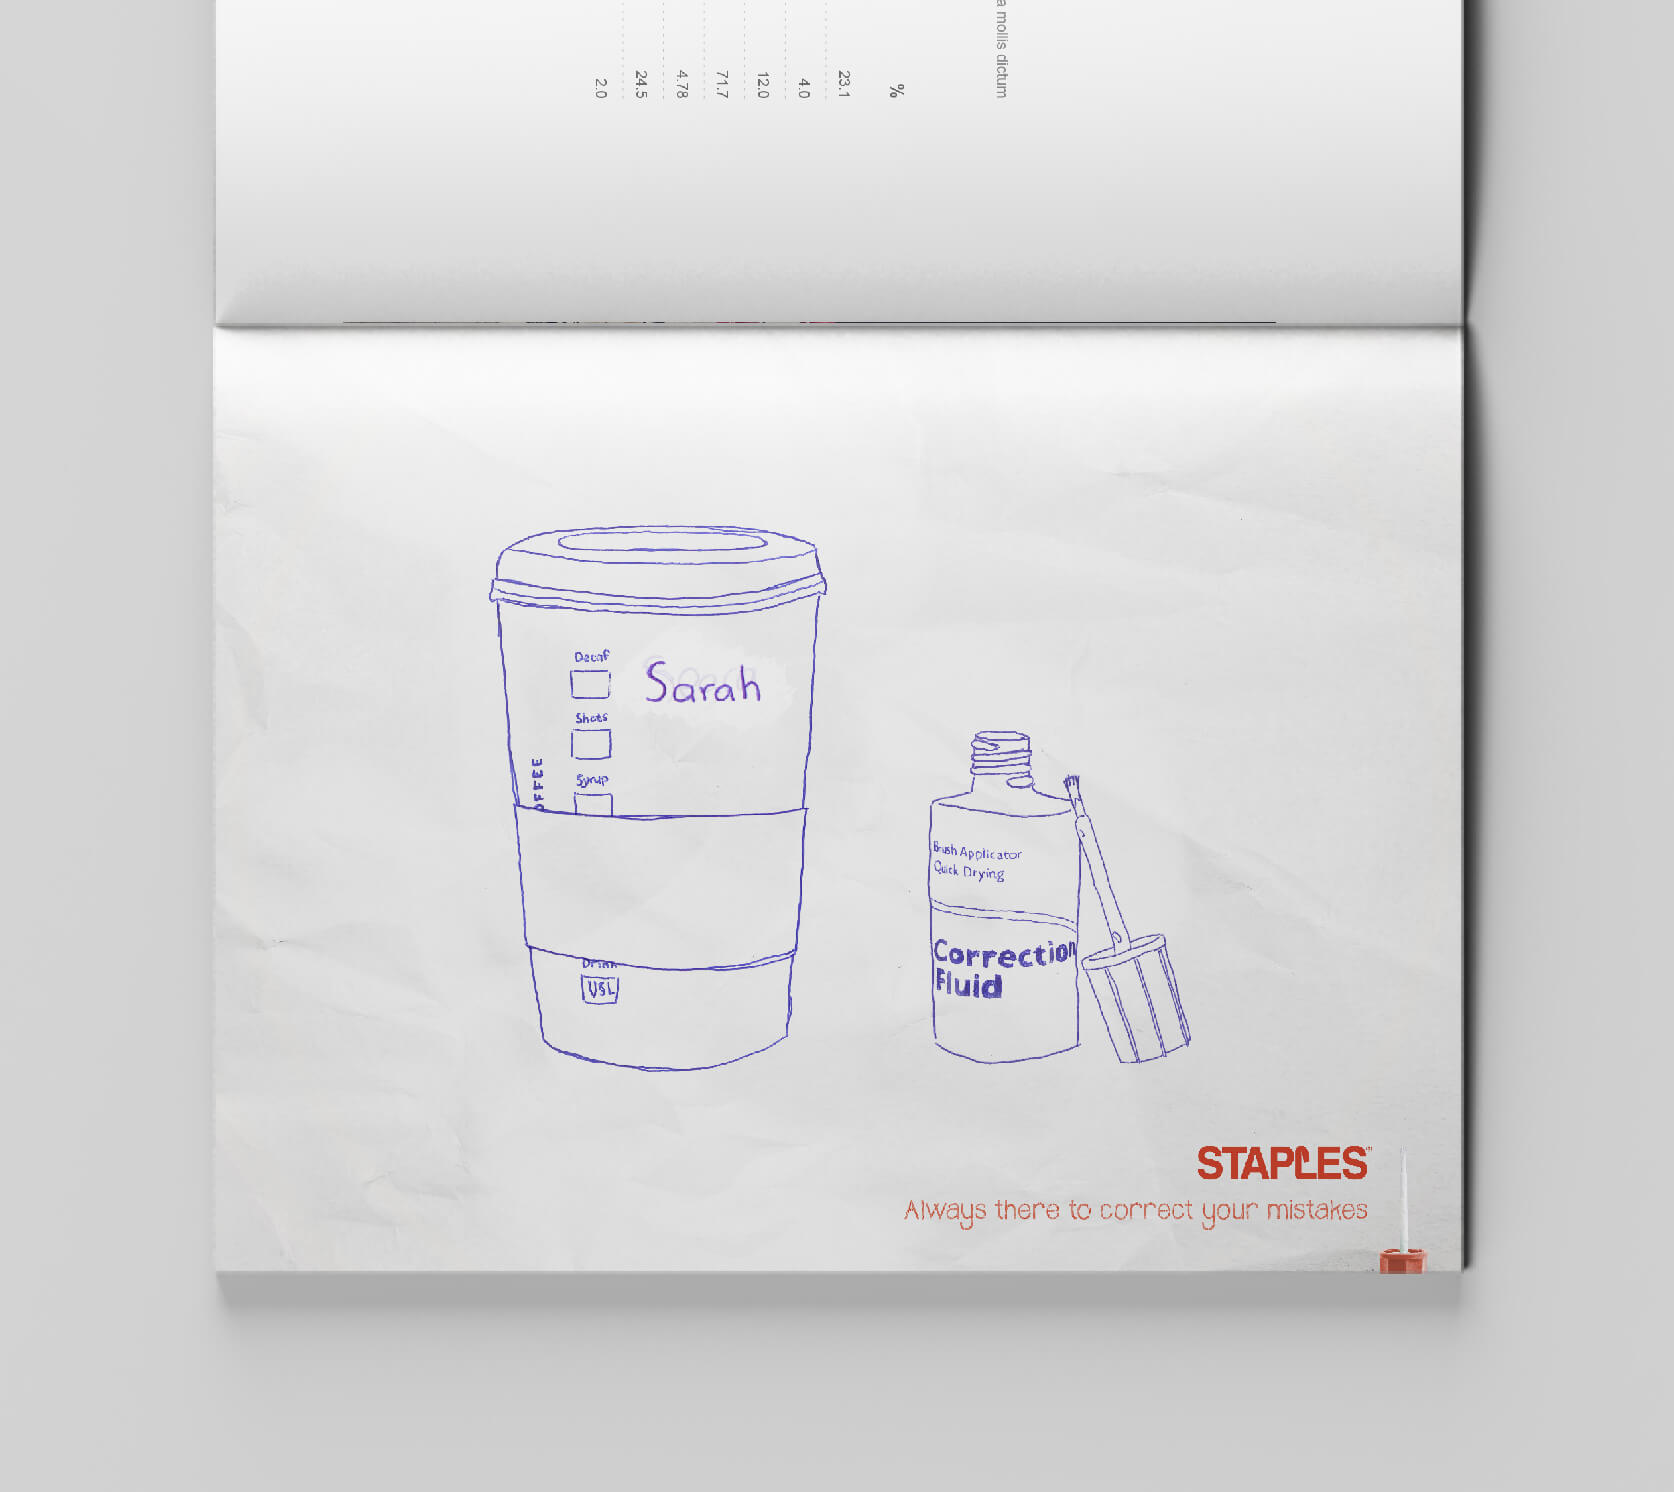 a mollis dictum
%
23.1
4.0
12.0
71.7
4.78
24.5
2.0
Decaf
Sarah
Shots
Syrup
OFFEE
Drink
VSL
Brush Applicator
Quick Drying
Correction
Fluid
STAPLES
Always there to correct your mistakes